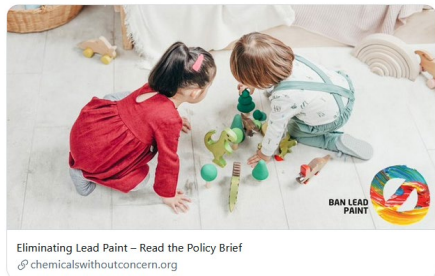 BAN LEAD
PAINT
Eliminating Lead Paint – Read the Policy Brief
chemicalswithoutconcern.org